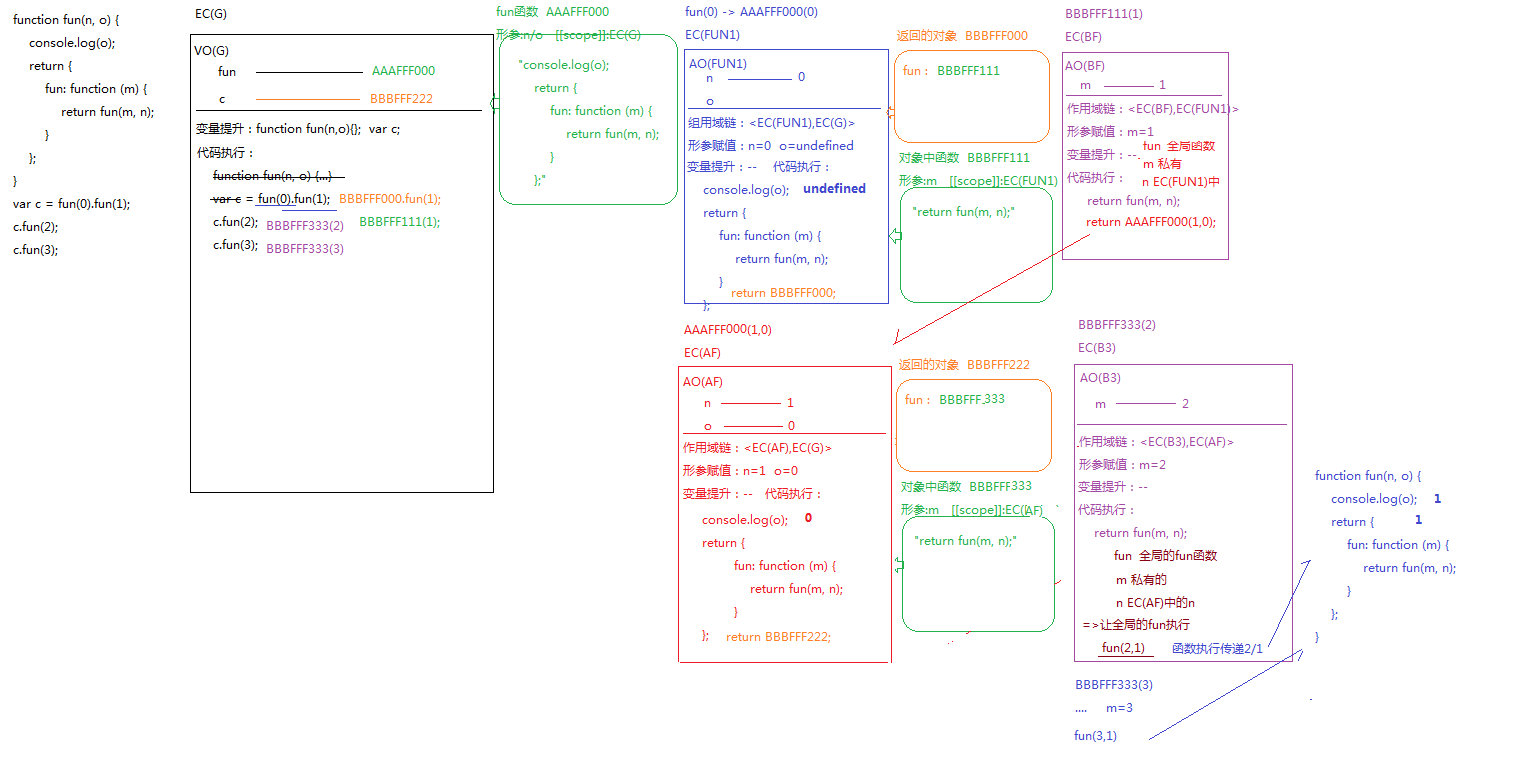 function fun(n, o) {
console.log(o);
return {
fun: function (m) {
return fun(m, n);
}
};
}
var c = fun(0).fun(1);
c.fun(2);
c.fun(3);
EC(G)
VO(G)
fun AAAFFF000
c BBBFFF222
变量提升：function fun(n,o){}; var c;
代码执行：
function fun(n, o) {...}
var c = fun(0).fun(1); BBBFFF000.fun(1);
c.fun(2); BBBFFF333(2) BBBFFF111(1);
c.fun(3); BBBFFF333(3)
fun函数 AAAFFF000
形参:n/o [[scope]]:EC(G)
"console.log(o);
return {
fun: function (m) {
return fun(m, n);
}
};"
fun(0) -> AAAFFF000(0)
EC(FUN1)
AO(FUN1)
n 0
o
组用域链：<EC(FUN1),EC(G)>
形参赋值：n=0 o=undefined
变量提升：-- 代码执行：
console.log(o); undefined
return {
fun: function (m) {
return fun(m, n);
}
return BBBFFF000;
};
返回的对象 BBBFFF000
fun： BBBFFF111
对象中函数 BBBFFF111
形参:m [[scope]]:EC(FUN1)
"return fun(m, n);"
BBBFFF111(1)
EC(BF)
AO(BF)
m 1
作用域链：<EC(BF),EC(FUN1)>
形参赋值：m=1
变量提升：--
fun 全局函数
m 私有
n EC(FUN1)中
代码执行：
return fun(m, n);
return AAAFFF000(1,0);
AAAFFF000(1,0)
EC(AF)
AO(AF)
n 1
o 0
作用域链：<EC(AF),EC(G)>
形参赋值：n=1 o=0
变量提升：-- 代码执行：
console.log(o); 0
return {
fun: function (m) {
return fun(m, n);
}
}; return BBBFFF222;
返回的对象 BBBFFF222
fun： BBBFFF333
对象中函数 BBBFFF333
形参:m [[scope]]:EC(AF)
"return fun(m, n);"
BBBFFF333(2)
EC(B3)
AO(B3)
m 2
作用域链：<EC(B3),EC(AF)>
形参赋值：m=2
变量提升：--
代码执行：
return fun(m, n);
fun 全局的fun函数
m 私有的
n EC(AF)中的n
=>让全局的fun执行
fun(2,1) 函数执行传递2/1
BBBFFF333(3)
.... m=3
fun(3,1)
function fun(n, o) {
console.log(o); 1
return { 1
fun: function (m) {
return fun(m, n);
}
};
}